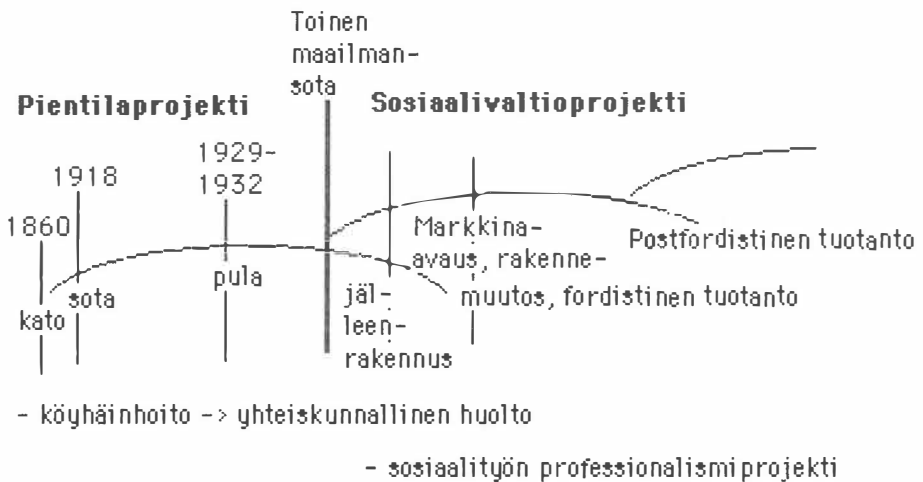 Toinen
maailman-
sota
Pientilaprojekti
Sosiaalivaltioprojekti
1929-
1932
1918
1860
Markkina-
avaus, rakenne-
muutos, fordistinen tuotanto
Postfordistinen tuotanto
pula
sota
kato
jäl-
leen-
rakennus
- köyhäinhoito -> yhteiskunnallinen huolto
- sosiaalityön professionalismiprojekti